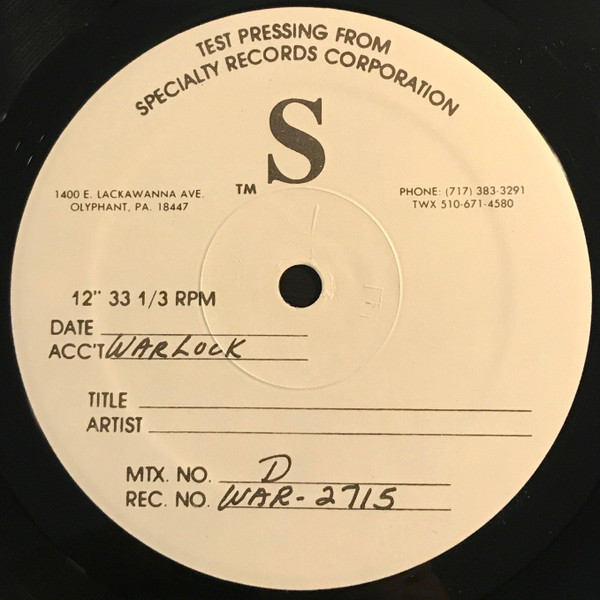 TEST PRESSING FROM
SPECIALTY RECORDS CORPORATION
S
TM
1400 E. LACKAWANNA AVE.
OLYPHANT, PA. 18447
PHONE: (717) 383-3291
TWX 510-671-4580
12" 33 1/3 RPM
DATE
ACC'T WARLOCK
TITLE
ARTIST
MTX. NO. D
REC. NO. WAR-2715